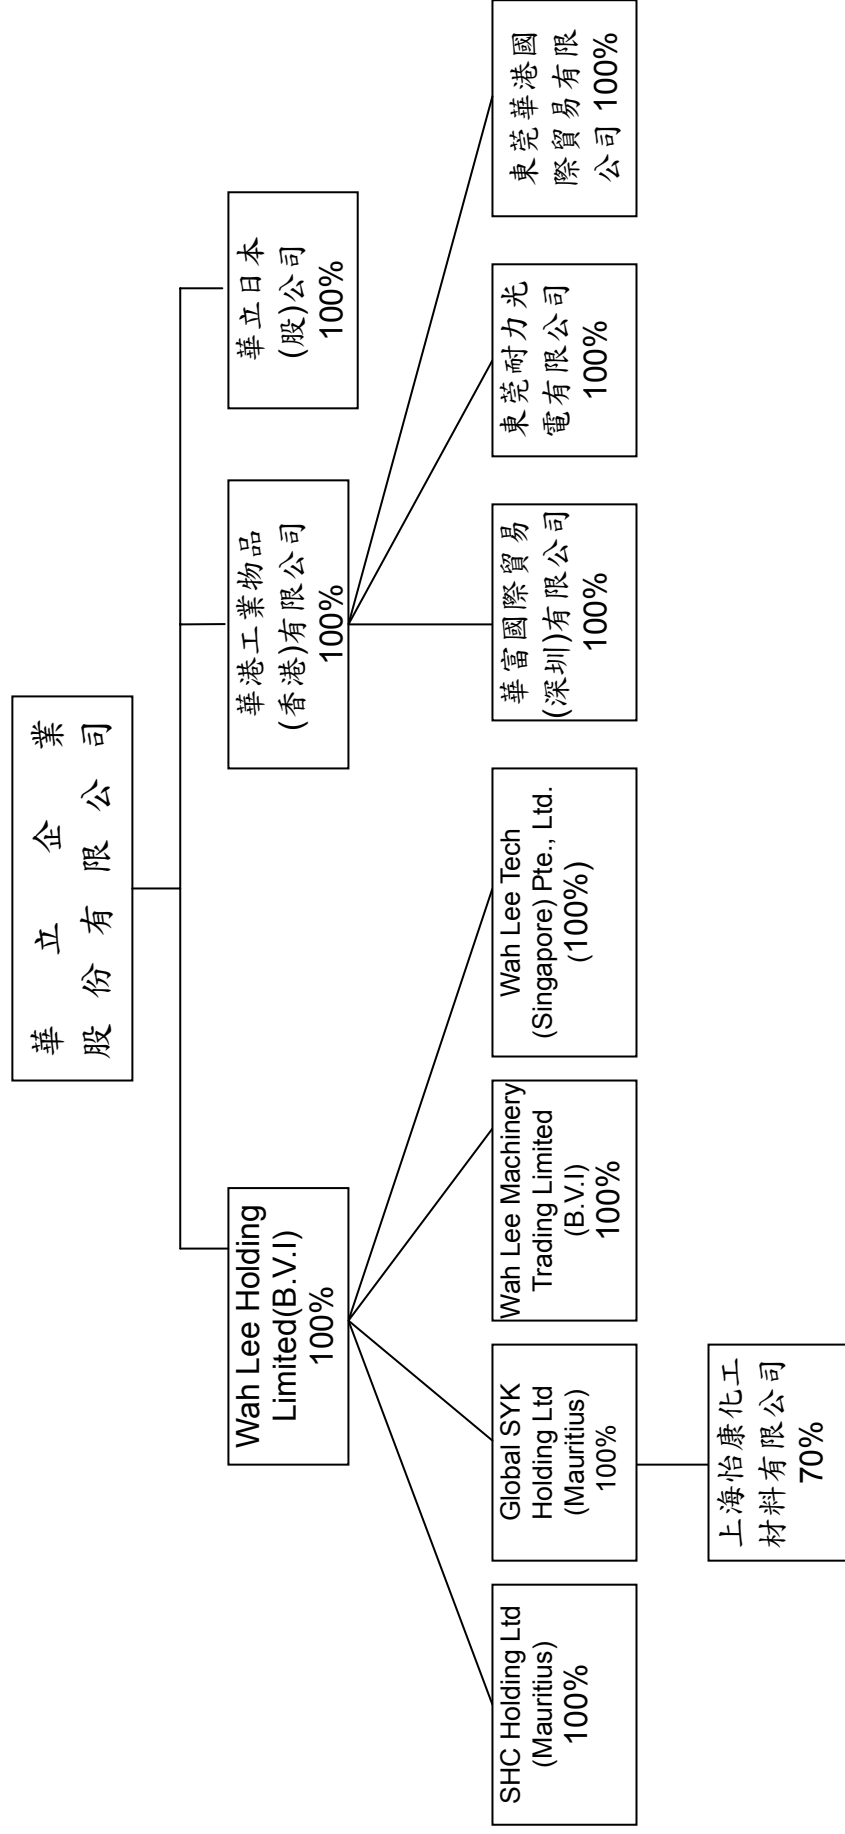 華立企業
股份有限公司
Wah Lee Holding
Limited(B.V.I)
100%
華港工業物品
(香港)有限公司
100%
華立日本
(股)公司
100%
SHC Holding Ltd
(Mauritius)
100%
Global SYK
Holding Ltd
(Mauritius)
100%
Wah Lee Machinery
Trading Limited
(B.V.I)
100%
Wah Lee Tech
(Singapore) Pte., Ltd.
(100%)
華富國際貿易
(深圳)有限公司
100%
東莞耐力光
電有限公司
100%
東莞華港國
際貿易有限
公司 100%
上海怡康化工
材料有限公司
70%